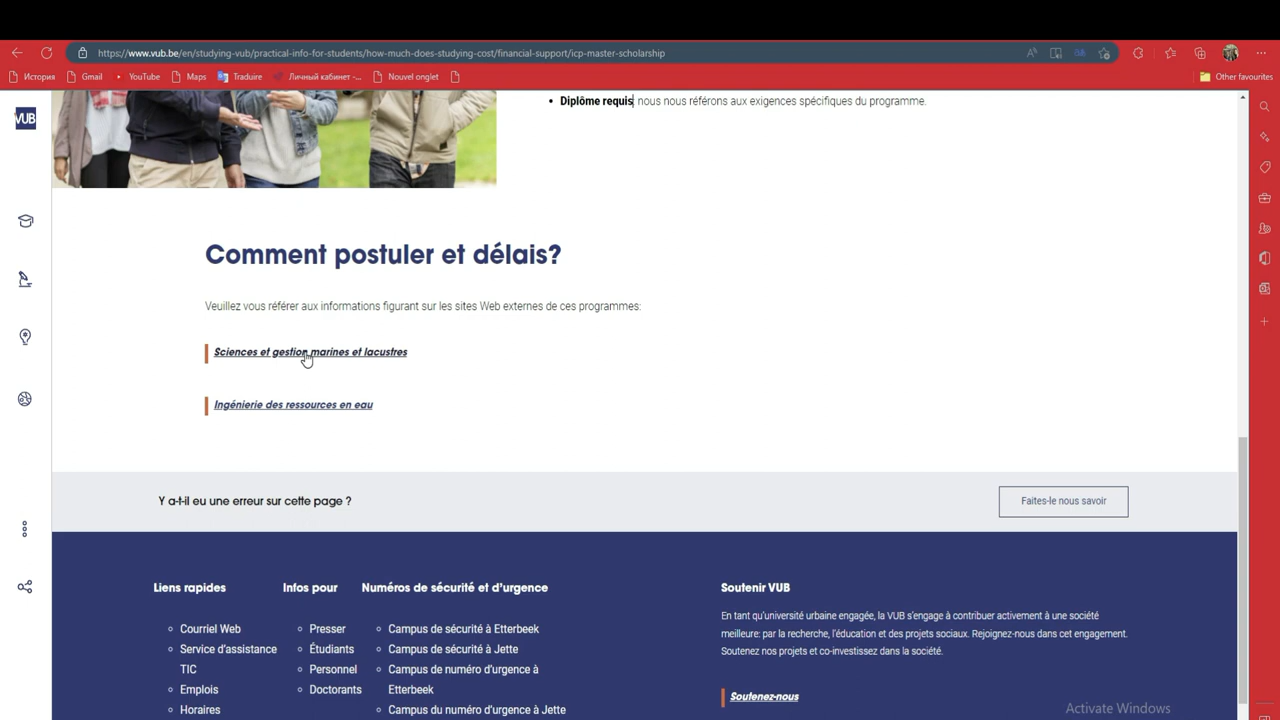 https://www.vub.be/en/studying-vub/practical-info-for-students/how-much-does-studying-cost/financial-support/icp-master-scholarship
История Gmail YouTube Maps Traduire Личный кабинет -... Nouvel onglet Other favourites
VUB
• Diplôme requis nous nous référons aux exigences spécifiques du programme.
Comment postuler et délais?
Veuillez vous référer aux informations figurant sur les sites Web externes de ces programmes:
Sciences et gestion marines et lacustres
Ingénierie des ressources en eau
Y a-t-il eu une erreur sur cette page ?
Faites-le nous savoir
Liens rapides
Courriel Web
Service d'assistance
TIC
Emplois
Horaires
Infos pour
Presser
Étudiants
Personnel
Doctorants
Numéros de sécurité et d'urgence
Campus de sécurité à Etterbeek
Campus de sécurité à Jette
Campus de numéro d'urgence à
Etterbeek
Campus du numéro d'urgence à Jette
Soutenir VUB
En tant qu'université urbaine engagée, la VUB s'engage à contribuer activement à une société
meilleure: par la recherche, l'éducation et des projets sociaux. Rejoignez-nous dans cet engagement.
Soutenez nos projets et co-investissez dans la société.
Soutenez-nous
Activate Windows